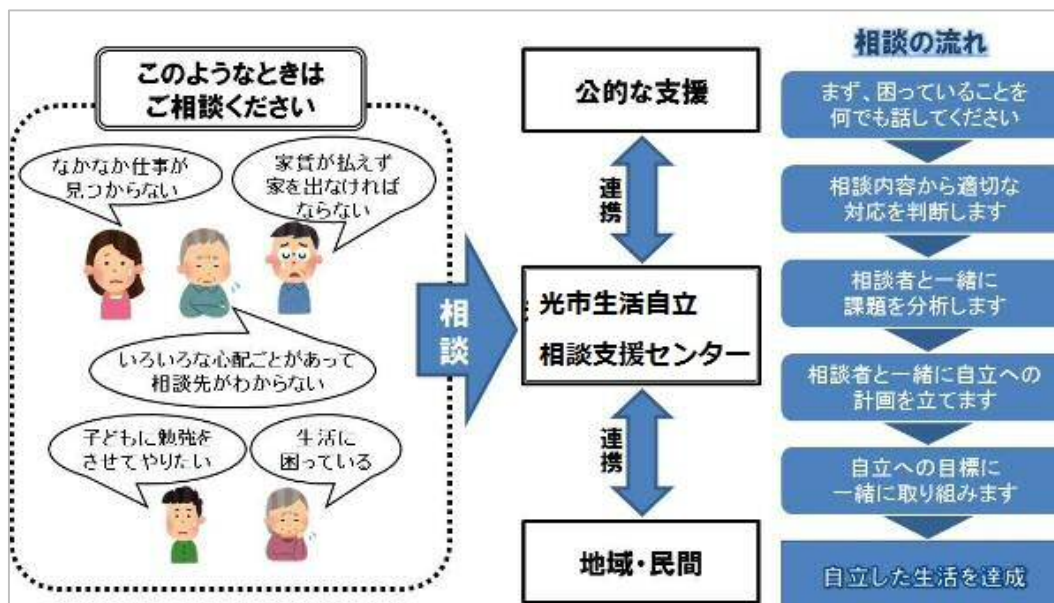 このようなときは
ご相談ください
なかなか仕事が
見つからない
家賃が払えず
家を出なければ
ならない
いろいろな心配ごとがあって
相談先がわからない
子どもに勉強を
させてやりたい
生活に
困っている
相談
公的な支援
連携
光市生活自立
相談支援センター
連携
地域・民間
相談の流れ
まず、困っていることを
何でも話してください
相談内容から適切な
対応を判断します
相談者と一緒に
課題を分析します
相談者と一緒に自立への
計画を立てます
自立への目標に
一緒に取り組みます
自立した生活を達成